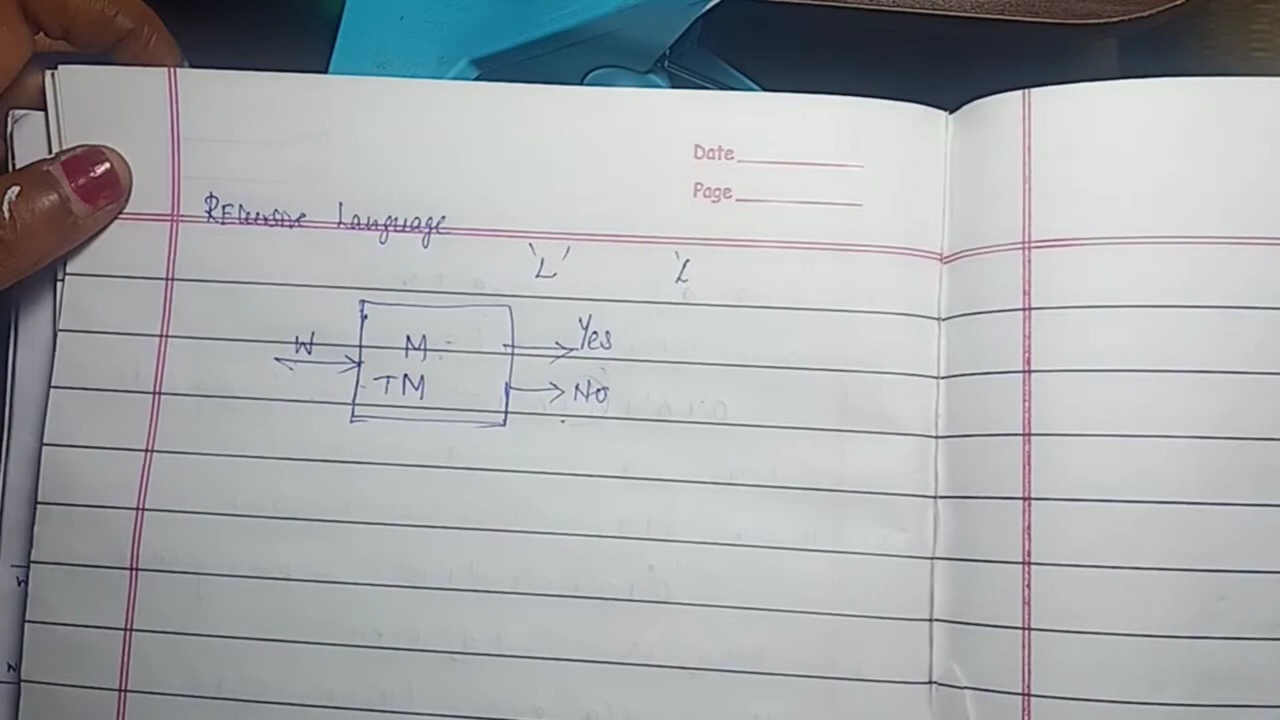 Date
Page
RECursive Language
'L' 'L
W M Yes
TM No